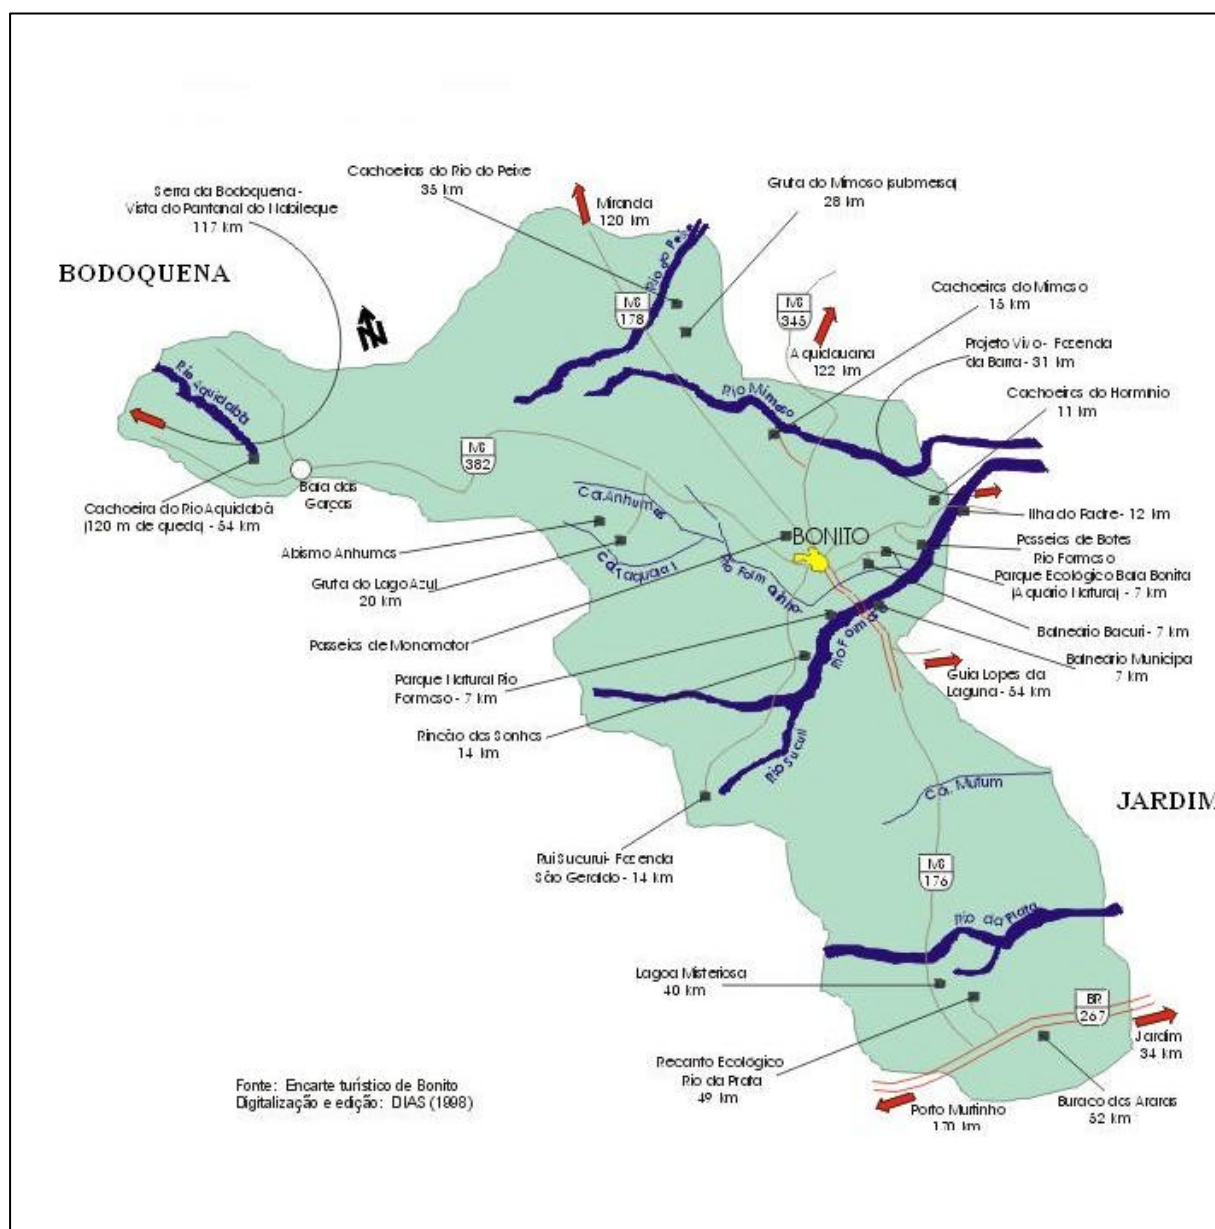 Cachoeiras do Rio do Peixe
35 km
Serra da Bodoquena -
Vista do Pantanal do Nabileque
117 km
Miranda
120 km
Gruta do Mimoso (submersa)
28 km
BODOQUENA
Rio do Peixe
MS
178
MS
345
Cachoeiras do Mimoso
15 km
N
Aquidauana
122 km
Projeto Vivo - Fazenda
da Barra - 31 km
Rio Aquidabã
Rio Mimoso
Cachoeiras do Hormínio
11 km
MS
382
Baia das
Garças
Cachoeira do Rio Aquidabã
(120 m de queda) - 54 km
Cór. Anhumas
Abismo Anhumas
Cór. Taquaral
Gruta do Lago Azul
20 km
BONITO
Rio Formosinho
Ilha do Padre - 12 km
Passeios de Botes
Rio Formoso
Parque Ecológico Baia Bonita
(Aquário Natural) - 7 km
Passeios de Monomotor
Balneário Bacuri - 7 km
Rio Formoso
Balneário Municipal
7 km
Parque Natural Rio
Formoso - 7 km
Guia Lopes da
Laguna - 54 km
Rincão dos Sonhos
14 km
Rio Sucuri
Cór. Mutum
JARDIM
Rui Sucurui - Fazenda
São Geraldo - 14 km
MS
176
Rio da Prata
Lagoa Misteriosa
40 km
BR
267
Jardim
34 km
Recanto Ecológico
Rio da Prata
49 km
Buraco das Araras
52 km
Porto Murtinho
170 km
Fonte: Encarte turístico de Bonito
Digitalização e edição: DIAS (1998)